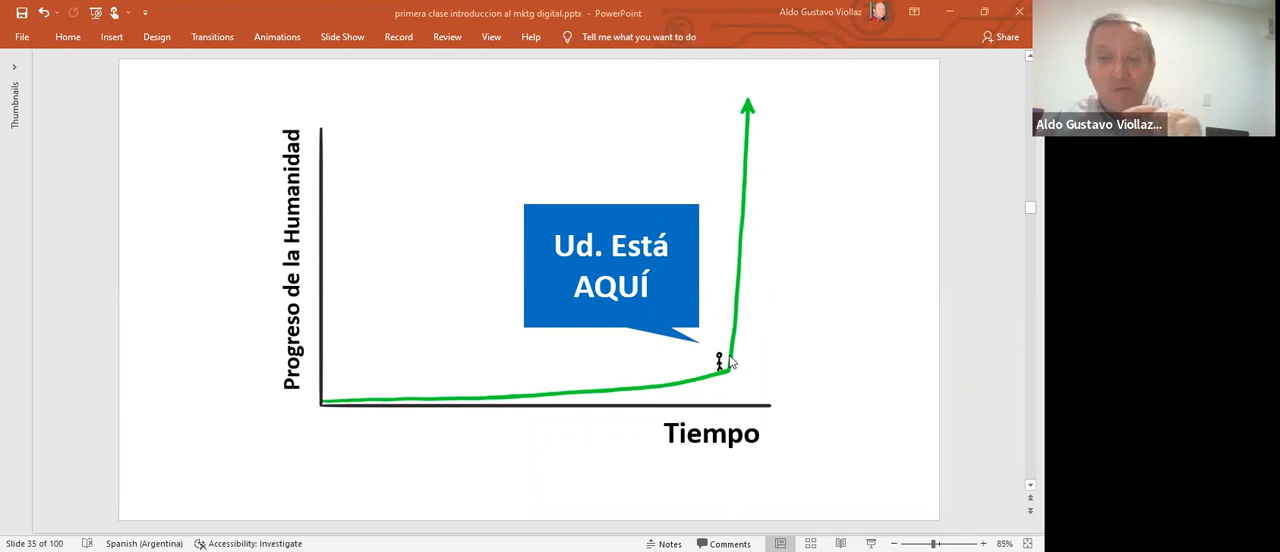 primera clase introduccion al mktg digital.pptx - PowerPoint
Aldo Gustavo Viollaz
File Home Insert Design Transitions Animations Slide Show Record Review View Help Tell me what you want to do Share
Thumbnails
Aldo Gustavo Viollaz...
Progreso de la Humanidad
Ud. Está
AQUÍ
Tiempo
Slide 35 of 100 Spanish (Argentina) Accessibility: Investigate Notes Comments 85%